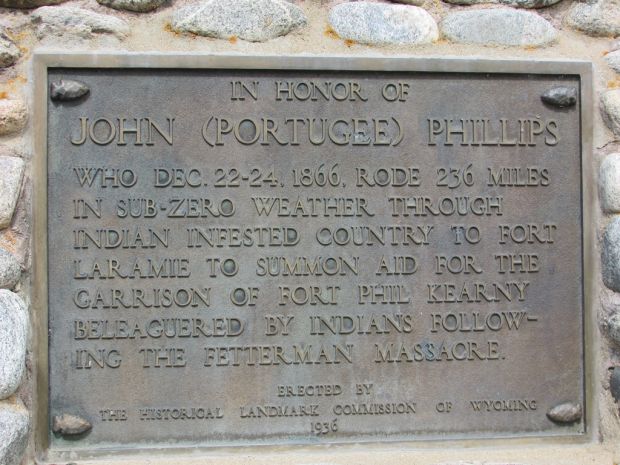 IN HONOR OF
JOHN (PORTUGEE) PHILLIPS
WHO DEC. 22-24, 1866, RODE 236 MILES
IN SUB-ZERO WEATHER THROUGH
INDIAN INFESTED COUNTRY TO FORT
LARAMIE TO SUMMON AID FOR THE
GARRISON OF FORT PHIL KEARNY
BELEAGUERED BY INDIANS FOLLOW-
ING THE FETTERMAN MASSACRE.
ERECTED BY
THE HISTORICAL LANDMARK COMMISSION OF WYOMING
1936